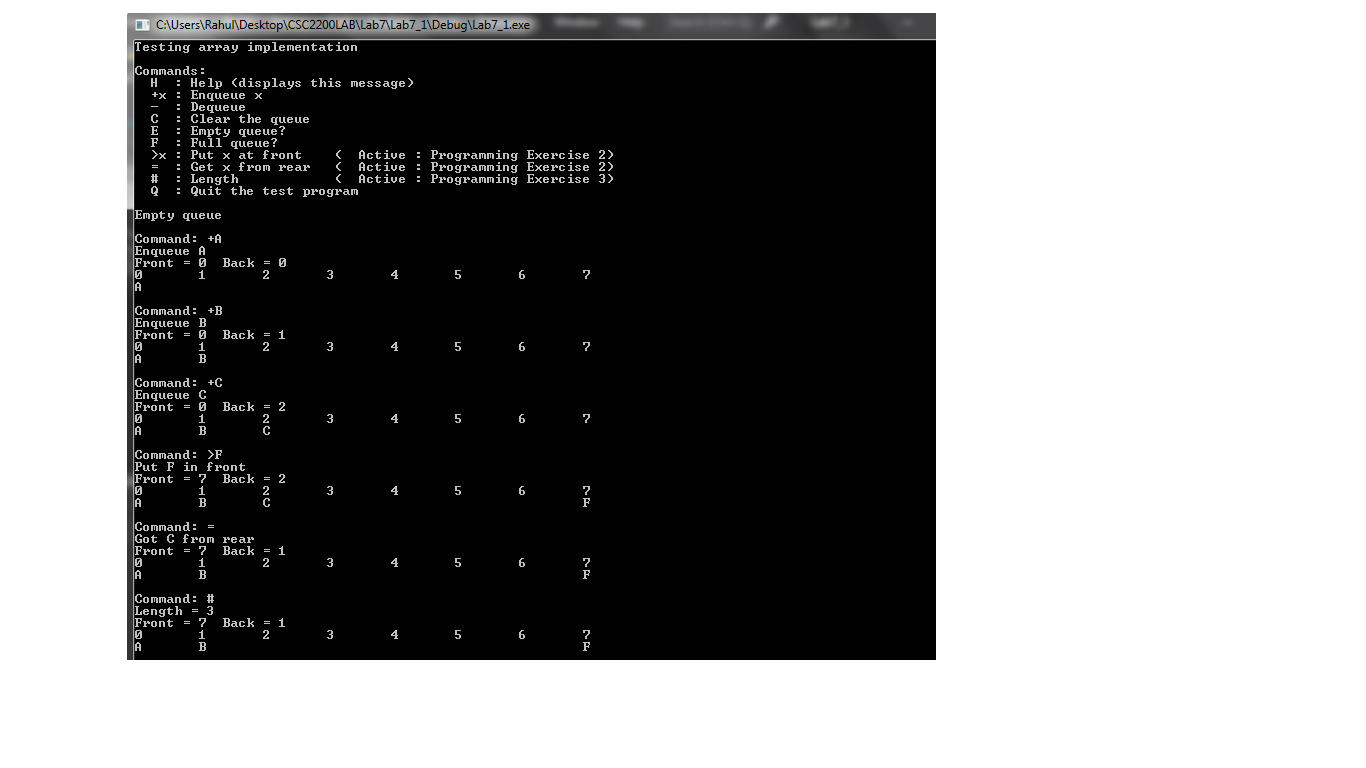 C:\Users\Rahul\Desktop\CSC2200LAB\Lab7\Lab7_1\Debug\Lab7_1.exe
Window Help
Testing array implementation
Commands:
H : Help (displays this message)
+x : Enqueue x
- : Dequeue
C : Clear the queue
E : Empty queue?
F : Full queue?
>x : Put x at front ( Active : Programming Exercise 2)
= : Get x from rear ( Active : Programming Exercise 2)
# : Length ( Active : Programming Exercise 3)
Q : Quit the test program
Empty queue
Command: +A
Enqueue A
Front = 0 Back = 0
0 1 2 3 4 5 6 7
A
Command: +B
Enqueue B
Front = 0 Back = 1
0 1 2 3 4 5 6 7
A B
Command: +C
Enqueue C
Front = 0 Back = 2
0 1 2 3 4 5 6 7
A B C
Command: >F
Put F in front
Front = 7 Back = 2
0 1 2 3 4 5 6 7
A B C F
Command: =
Got C from rear
Front = 7 Back = 1
0 1 2 3 4 5 6 7
A B F
Command: #
Length = 3
Front = 7 Back = 1
0 1 2 3 4 5 6 7
A B F